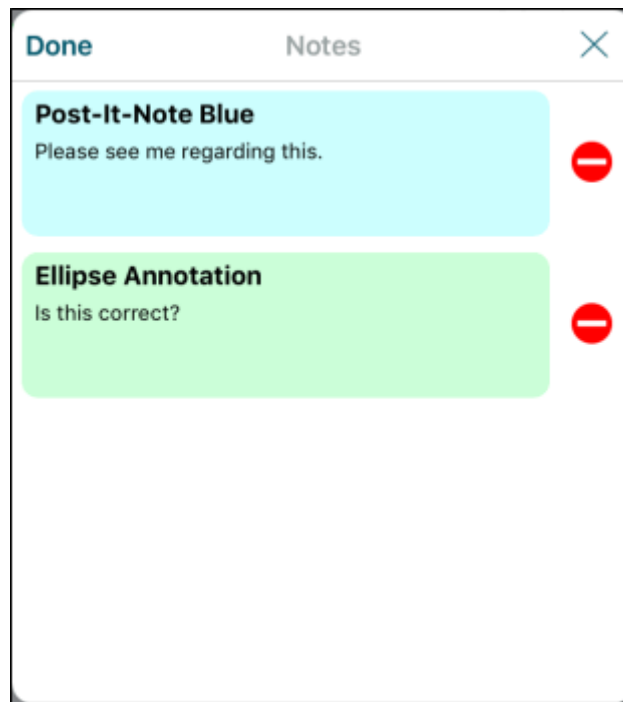 Done Notes
Post-It-Note Blue
Please see me regarding this.
Ellipse Annotation
Is this correct?